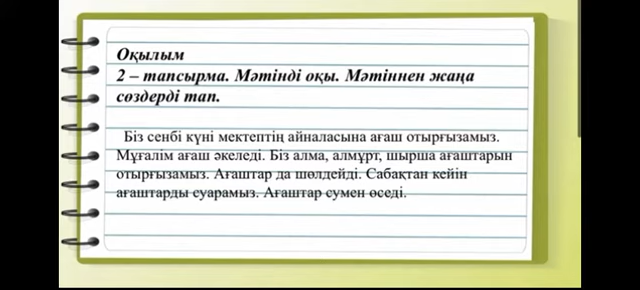 Оқылым
2 – тапсырма. Мәтінді оқы. Мәтіннен жаңа
сөздерді тап.
Біз сенбі күні мектептің айналасына ағаш отырғызамыз.
Мұғалім ағаш әкеледі. Біз алма, алмұрт, шырша ағаштарын
отырғызамыз. Ағаштар да шөлдейді. Сабақтан кейін
ағаштарды суарамыз. Ағаштар сумен өседі.